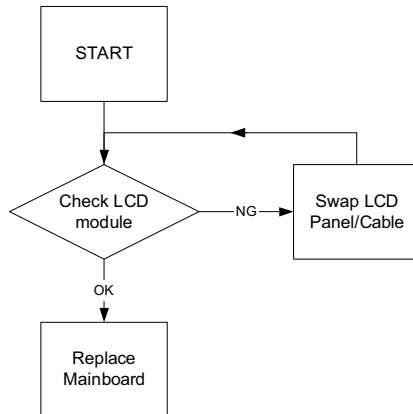 START
Check LCD
module
NG
Swap LCD
Panel/Cable
OK
Replace
Mainboard